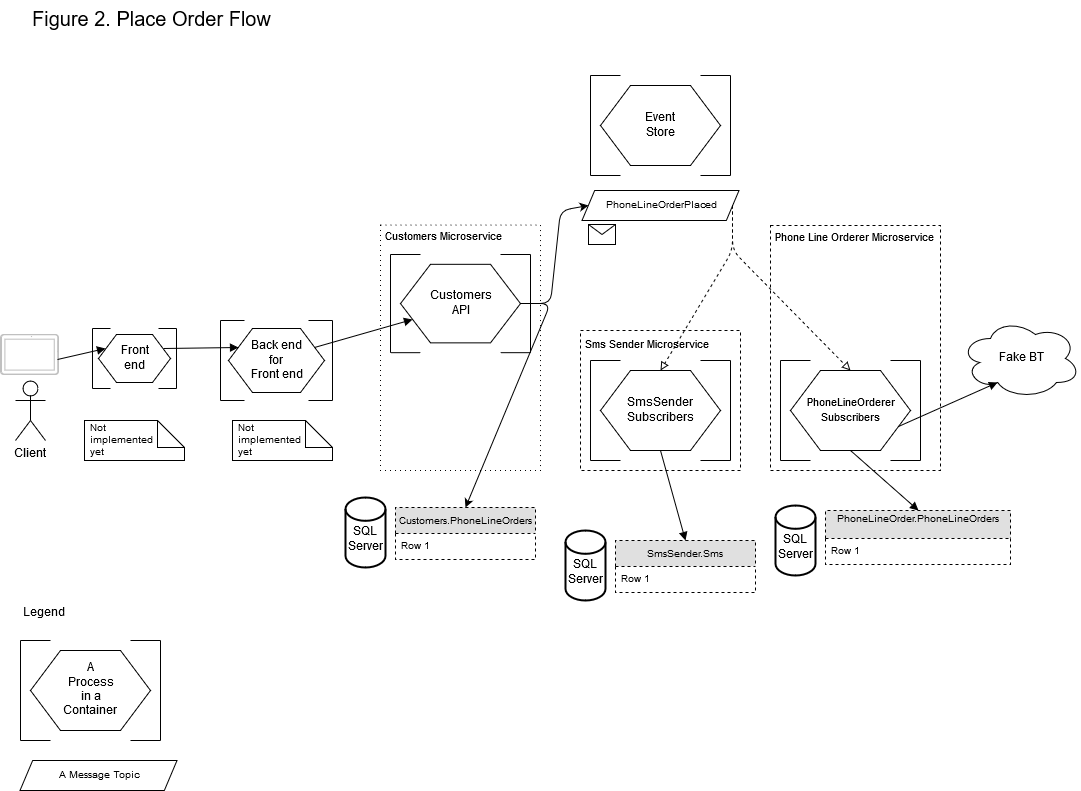 Figure 2. Place Order Flow
Event
Store
PhoneLineOrderPlaced
Customers Microservice
Customers
API
Phone Line Orderer Microservice
Sms Sender Microservice
SmsSender
Subscribers
PhoneLineOrderer
Subscribers
Fake BT
Front
end
Back end
for
Front end
Client
Not
implemented
yet
Not
implemented
yet
SQL
Server
Customers.PhoneLineOrders
Row 1
SQL
Server
SmsSender.Sms
Row 1
SQL
Server
PhoneLineOrder.PhoneLineOrders
Row 1
Legend
A
Process
in a
Container
A Message Topic